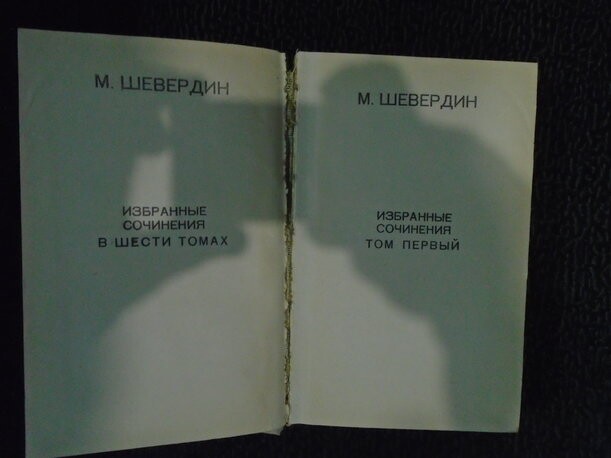 М. ШЕВЕРДИН
ИЗБРАННЫЕ
СОЧИНЕНИЯ
В ШЕСТИ ТОМАХ
М. ШЕВЕРДИН
ИЗБРАННЫЕ
СОЧИНЕНИЯ
ТОМ ПЕРВЫЙ